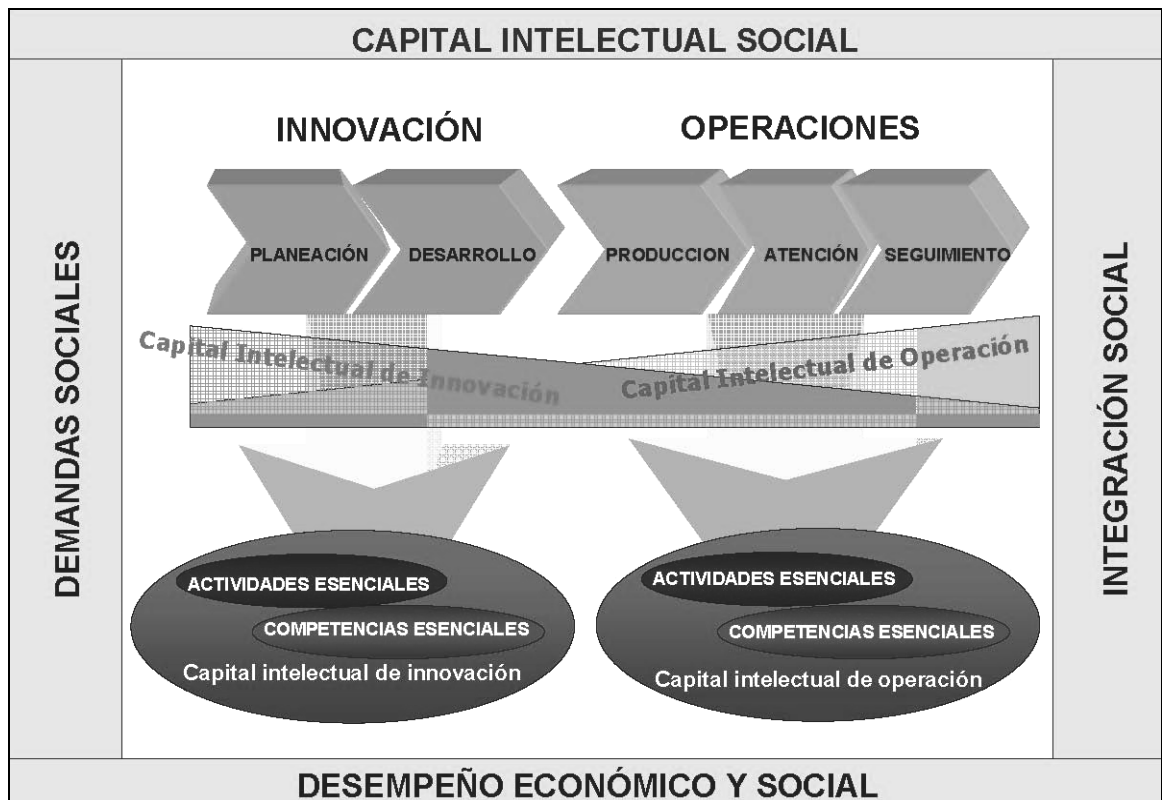 CAPITAL INTELECTUAL SOCIAL
DEMANDAS SOCIALES
INNOVACIÓN
OPERACIONES
PLANEACIÓN
DESARROLLO
PRODUCCION
ATENCIÓN
SEGUIMIENTO
Capital Intelectual de Innovación
Capital Intelectual de Operación
ACTIVIDADES ESENCIALES
COMPETENCIAS ESENCIALES
Capital intelectual de innovación
ACTIVIDADES ESENCIALES
COMPETENCIAS ESENCIALES
Capital intelectual de operación
INTEGRACIÓN SOCIAL
DESEMPEÑO ECONÓMICO Y SOCIAL